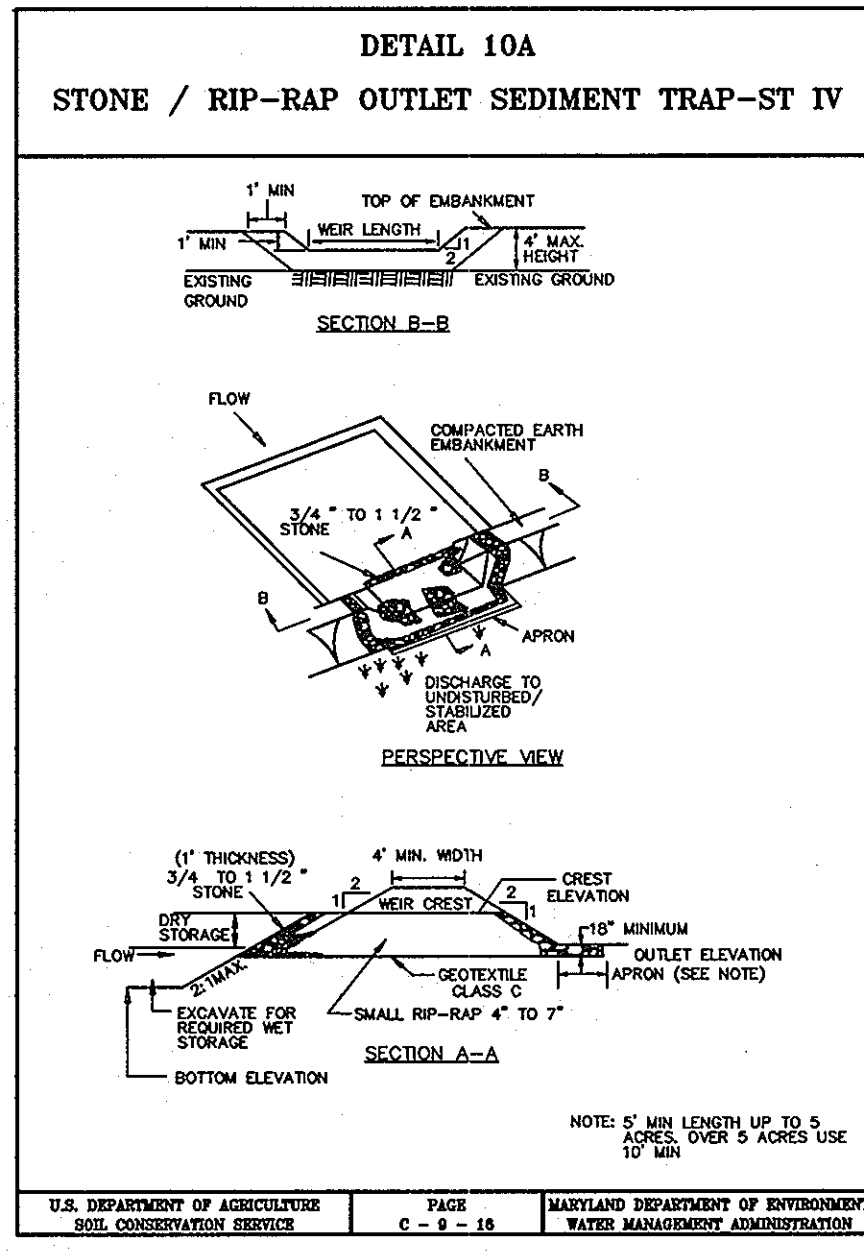 DETAIL 10A
STONE / RIP-RAP OUTLET SEDIMENT TRAP-ST IV
1' MIN
TOP OF EMBANKMENT
WEIR LENGTH
1' MIN
1
2
4' MAX.
HEIGHT
EXISTING
GROUND
EXISTING GROUND
SECTION B-B
FLOW
COMPACTED EARTH
EMBANKMENT
B
3/4 " TO 1 1/2 "
STONE
A
B
APRON
A
DISCHARGE TO
UNDISTURBED/
STABILIZED
AREA
PERSPECTIVE VIEW
(1' THICKNESS)
3/4 TO 1 1/2 "
STONE
4' MIN. WIDTH
2
1
WEIR CREST
2
1
CREST
ELEVATION
DRY
STORAGE
18" MINIMUM
FLOW
OUTLET ELEVATION
2:1MAX.
GEOTEXTILE
CLASS C
APRON (SEE NOTE)
EXCAVATE FOR
REQUIRED WET
STORAGE
SMALL RIP-RAP 4" TO 7"
SECTION A-A
BOTTOM ELEVATION
NOTE: 5' MIN LENGTH UP TO 5
ACRES. OVER 5 ACRES USE
10' MIN
U.S. DEPARTMENT OF AGRICULTURE
SOIL CONSERVATION SERVICE
PAGE
C - 9 - 16
MARYLAND DEPARTMENT OF ENVIRONMENT
WATER MANAGEMENT ADMINISTRATION